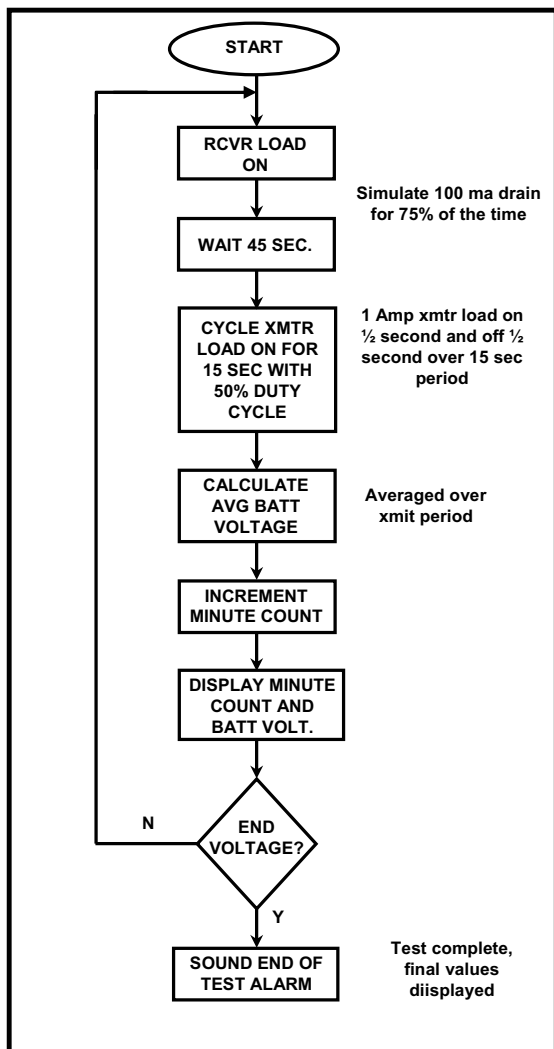 START
RCVR LOAD
ON
Simulate 100 ma drain
for 75% of the time
WAIT 45 SEC.
CYCLE XMTR
LOAD ON FOR
15 SEC WITH
50% DUTY
CYCLE
1 Amp xmtr load on
½ second and off ½
second over 15 sec
period
CALCULATE
AVG BATT
VOLTAGE
Averaged over
xmit period
INCREMENT
MINUTE COUNT
DISPLAY MINUTE
COUNT AND
BATT VOLT.
N
END
VOLTAGE?
Y
SOUND END OF
TEST ALARM
Test complete,
final values
diisplayed